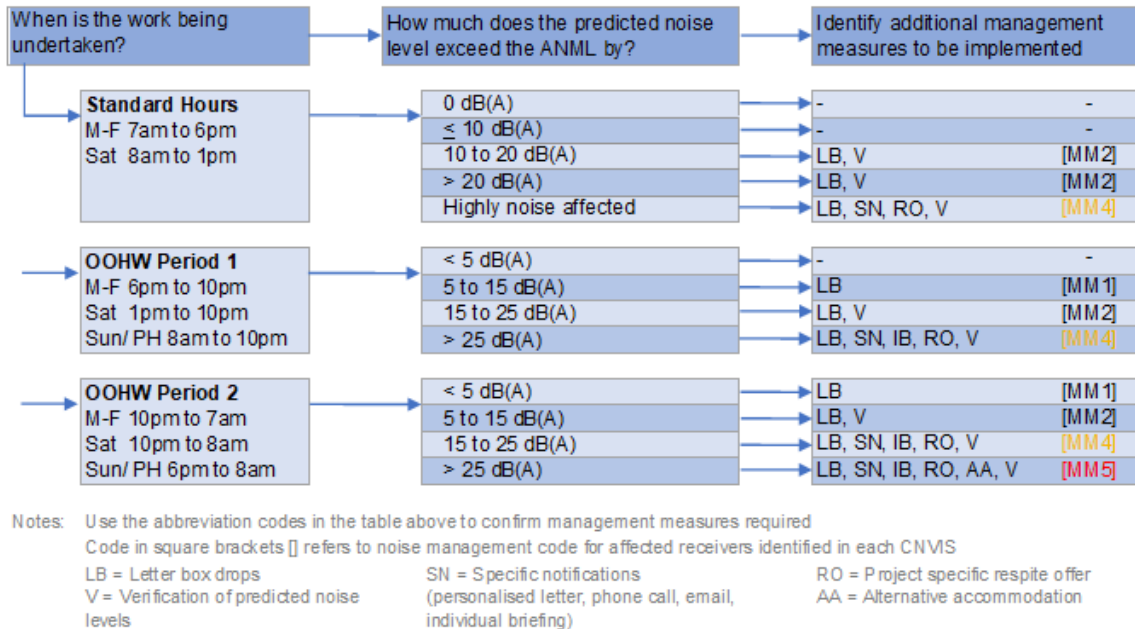 When is the work being
undertaken?
How much does the predicted noise
level exceed the ANML by?
Identify additional management
measures to be implemented
Standard Hours
M-F 7am to 6pm
Sat 8am to 1pm
0 dB(A)
- -
≤ 10 dB(A)
- -
10 to 20 dB(A)
LB, V [MM2]
> 20 dB(A)
LB, V [MM2]
Highly noise affected
LB, SN, RO, V [MM4]
OOHW Period 1
M-F 6pm to 10pm
Sat 1pm to 10pm
Sun/ PH 8am to 10pm
< 5 dB(A)
- -
5 to 15 dB(A)
LB [MM1]
15 to 25 dB(A)
LB, V [MM2]
> 25 dB(A)
LB, SN, IB, RO, V [MM4]
OOHW Period 2
M-F 10pm to 7am
Sat 10pm to 8am
Sun/ PH 6pm to 8am
< 5 dB(A)
LB [MM1]
5 to 15 dB(A)
LB, V [MM2]
15 to 25 dB(A)
LB, SN, IB, RO, V [MM4]
> 25 dB(A)
LB, SN, IB, RO, AA, V [MM5]
Notes: Use the abbreviation codes in the table above to confirm management measures required
Code in square brackets [] refers to noise management code for affected receivers identified in each CNVIS
LB = Letter box drops
V = Verification of predicted noise
levels
SN = Specific notifications
(personalised letter, phone call, email,
individual briefing)
RO = Project specific respite offer
AA = Alternative accommodation